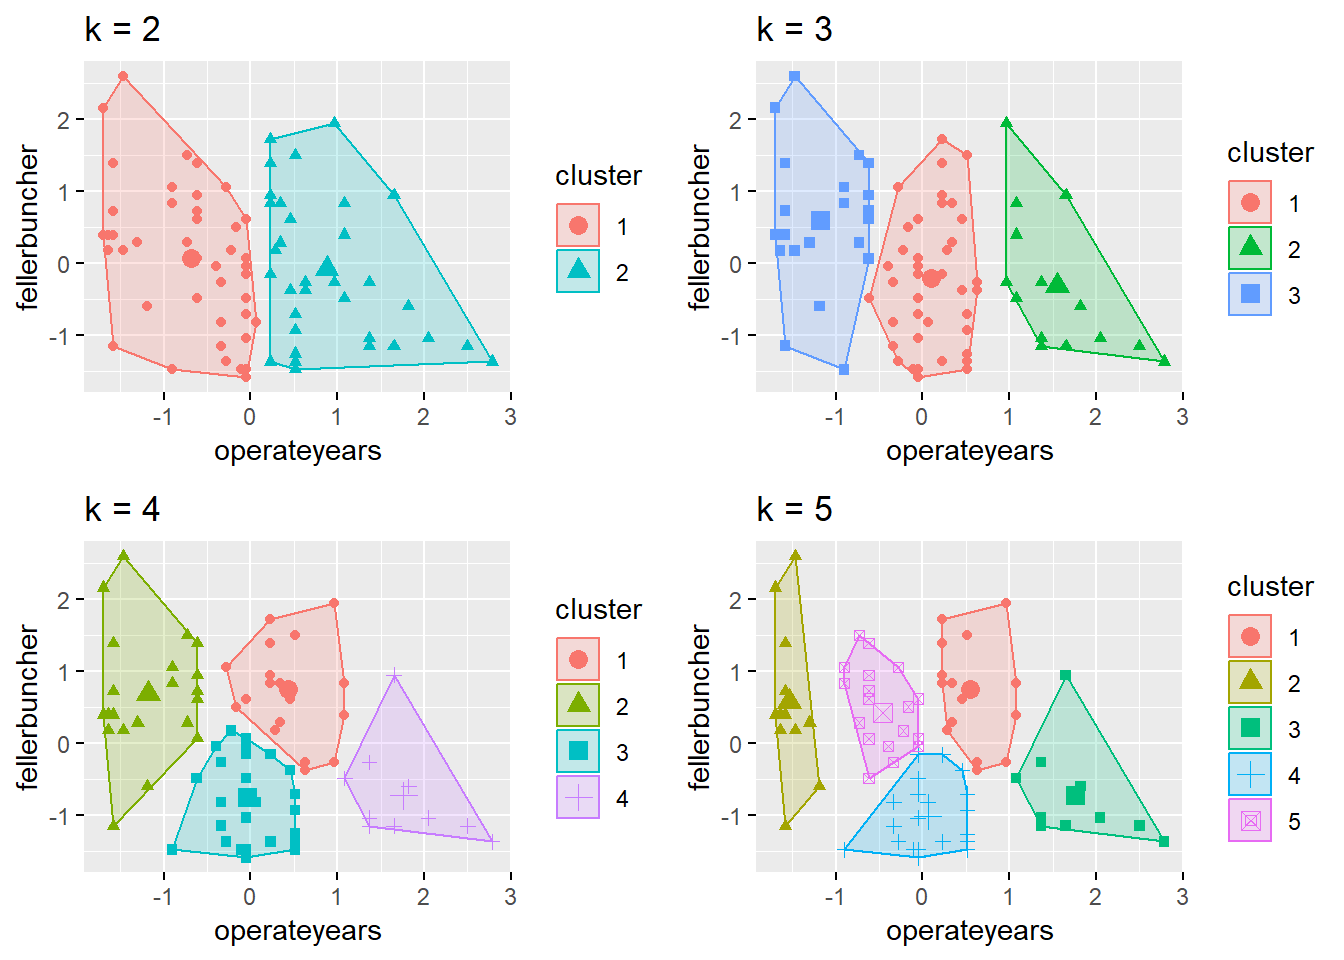 k = 2
fellerbuncher
2
1
0
-1
-1 0 1 2 3
operateyears
cluster
1
2
k = 3
fellerbuncher
2
1
0
-1
-1 0 1 2 3
operateyears
cluster
1
2
3
k = 4
fellerbuncher
2
1
0
-1
-1 0 1 2 3
operateyears
cluster
1
2
3
4
k = 5
fellerbuncher
2
1
0
-1
-1 0 1 2 3
operateyears
cluster
1
2
3
4
5